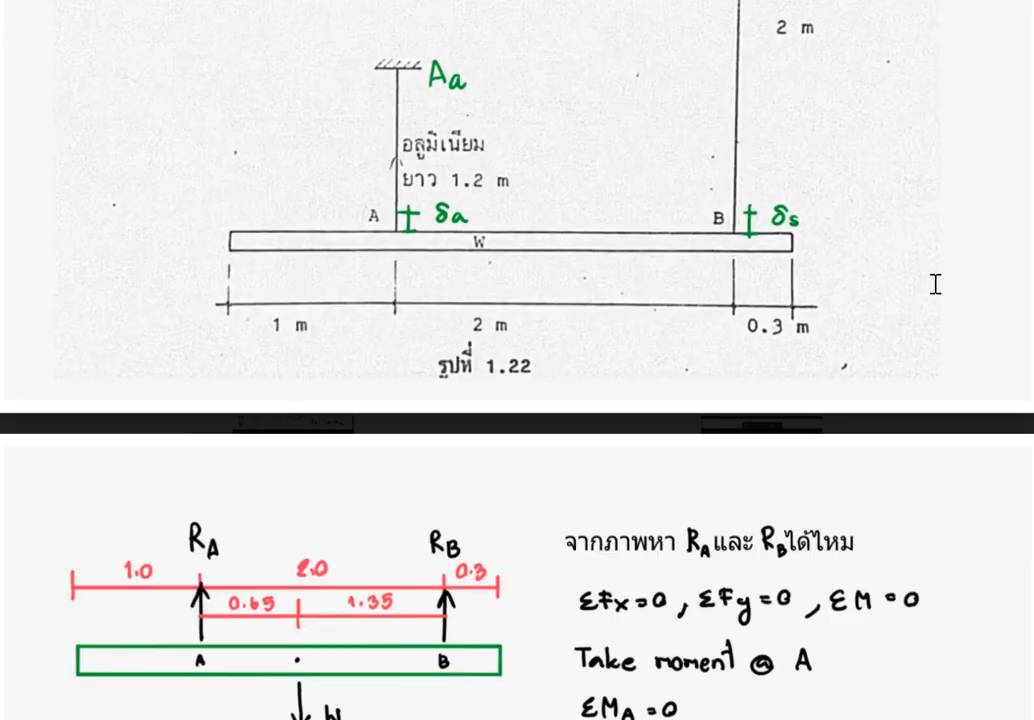 2 m
Aa
อลูมิเนียม
ยาว 1.2 m
A δa B δs
W
1 m 2 m 0.3 m
รูปที่ 1.22
RA RB
1.0 2.0 0.3
0.65 1.35
A B
W
จากภาพหา RA และ RB ได้ไหม
Σfx=0, Σfy=0, ΣM=0
Take moment @ A
ΣMA=0